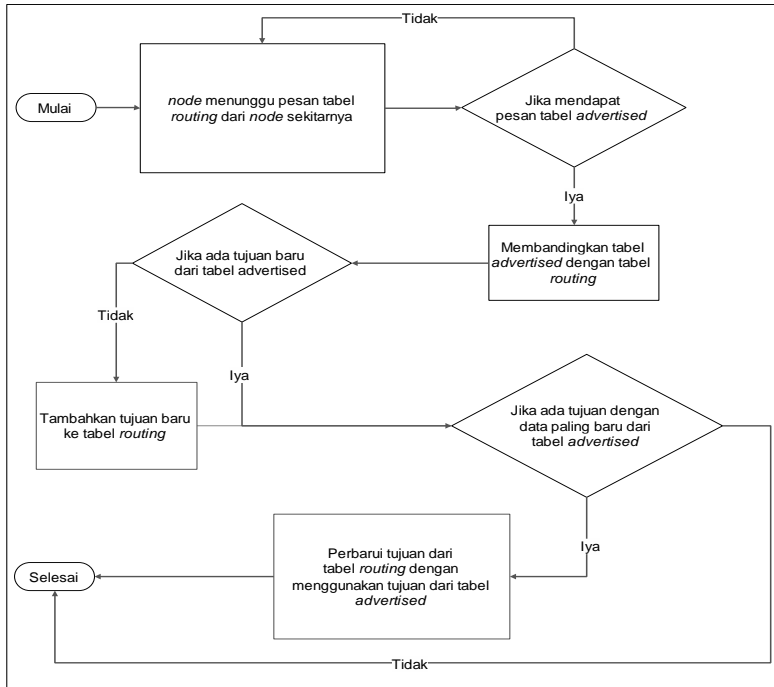 Tidak
Mulai
node menunggu pesan tabel
routing dari node sekitarnya
Jika mendapat
pesan tabel advertised
Iya
Membandingkan tabel
advertised dengan tabel
routing
Jika ada tujuan baru
dari tabel advertised
Tidak
Iya
Tambahkan tujuan baru
ke tabel routing
Jika ada tujuan dengan
data paling baru dari
tabel advertised
Iya
Perbarui tujuan dari
tabel routing dengan
menggunakan tujuan dari tabel
advertised
Selesai
Tidak